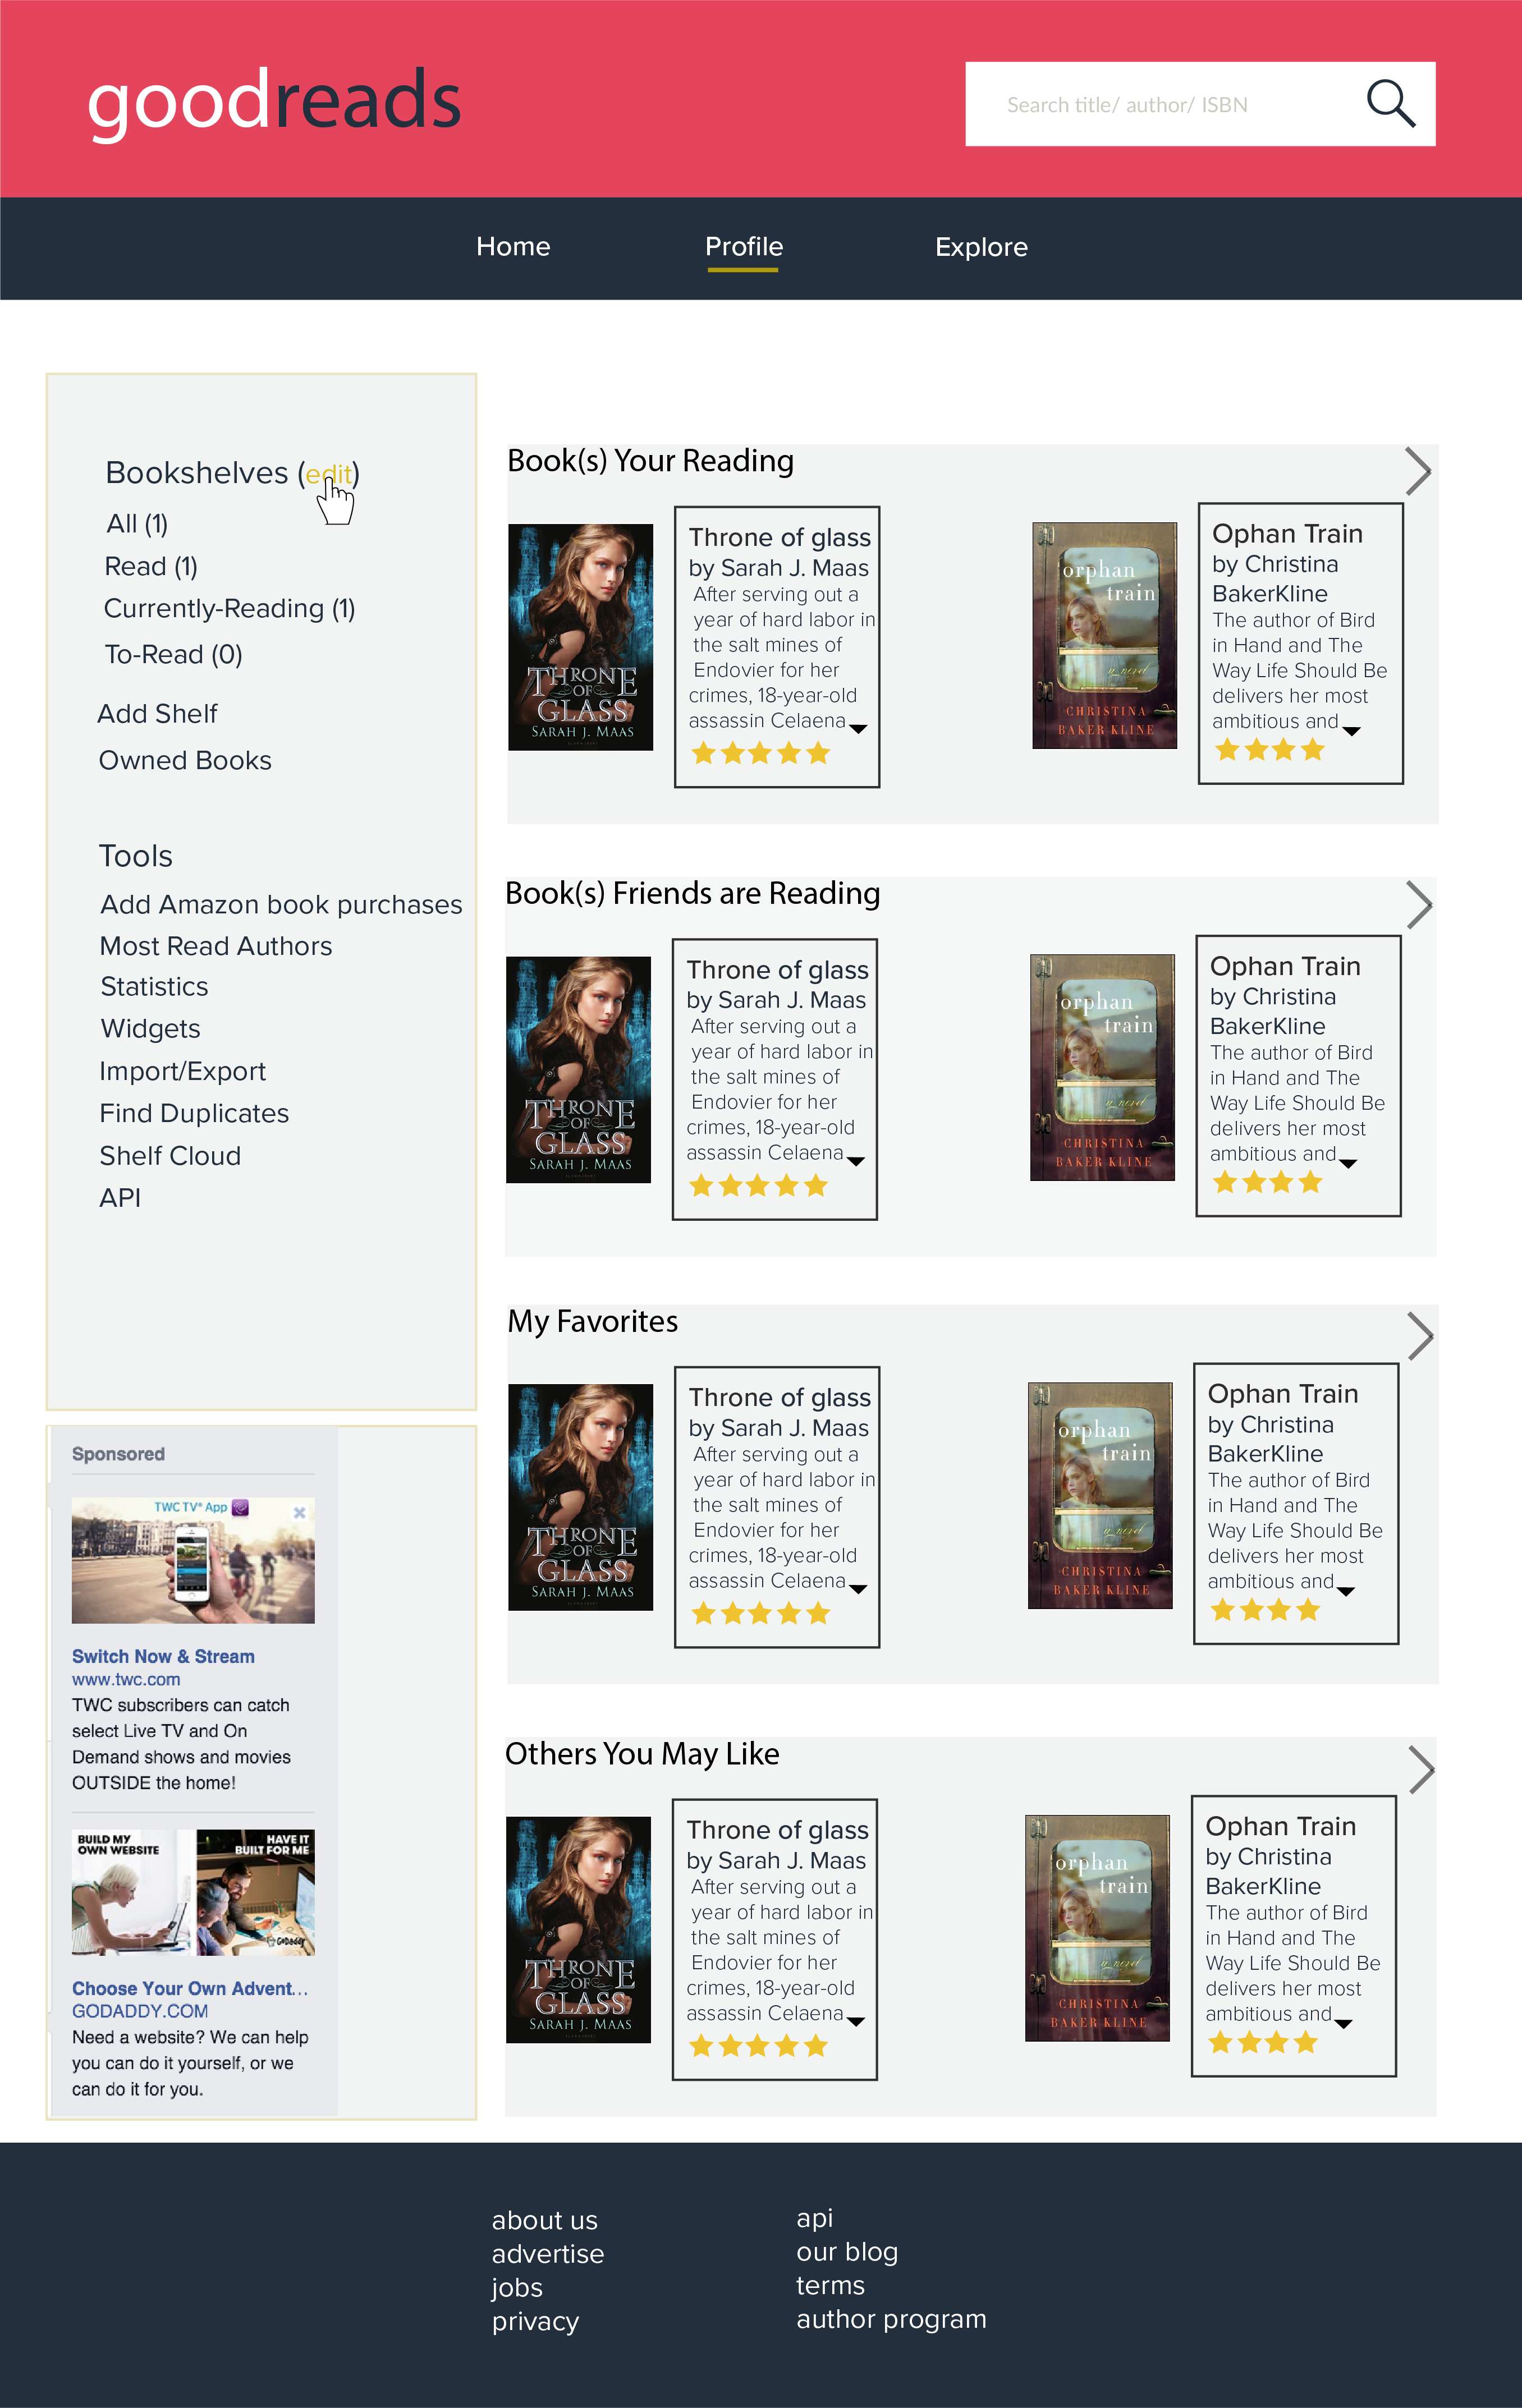 goodreads
Search title/ author/ ISBN
Home
Profile
Explore
Bookshelves (edit)
All (1)
Read (1)
Currently-Reading (1)
To-Read (0)
Add Shelf
Owned Books
Tools
Add Amazon book purchases
Most Read Authors
Statistics
Widgets
Import/Export
Find Duplicates
Shelf Cloud
API
Sponsored
TWC TV® App
Switch Now & Stream
www.twc.com
TWC subscribers can catch
select Live TV and On
Demand shows and movies
OUTSIDE the home!
BUILD MY
OWN WEBSITE
HAVE IT
BUILT FOR ME
GoDaddy
Choose Your Own Advent...
GODADDY.COM
Need a website? We can help
you can do it yourself, or we
can do it for you.
Book(s) Your Reading
THRONE
OF
GLASS
SARAH J. MAAS
Throne of glass
by Sarah J. Maas
After serving out a
year of hard labor in
the salt mines of
Endovier for her
crimes, 18-year-old
assassin Celaena
orphan
train
a novel
CHRISTINA
BAKER KLINE
Ophan Train
by Christina
BakerKline
The author of Bird
in Hand and The
Way Life Should Be
delivers her most
ambitious and
Book(s) Friends are Reading
THRONE
OF
GLASS
SARAH J. MAAS
Throne of glass
by Sarah J. Maas
After serving out a
year of hard labor in
the salt mines of
Endovier for her
crimes, 18-year-old
assassin Celaena
orphan
train
a novel
CHRISTINA
BAKER KLINE
Ophan Train
by Christina
BakerKline
The author of Bird
in Hand and The
Way Life Should Be
delivers her most
ambitious and
My Favorites
THRONE
OF
GLASS
SARAH J. MAAS
Throne of glass
by Sarah J. Maas
After serving out a
year of hard labor in
the salt mines of
Endovier for her
crimes, 18-year-old
assassin Celaena
orphan
train
a novel
CHRISTINA
BAKER KLINE
Ophan Train
by Christina
BakerKline
The author of Bird
in Hand and The
Way Life Should Be
delivers her most
ambitious and
Others You May Like
THRONE
OF
GLASS
SARAH J. MAAS
Throne of glass
by Sarah J. Maas
After serving out a
year of hard labor in
the salt mines of
Endovier for her
crimes, 18-year-old
assassin Celaena
orphan
train
a novel
CHRISTINA
BAKER KLINE
Ophan Train
by Christina
BakerKline
The author of Bird
in Hand and The
Way Life Should Be
delivers her most
ambitious and
about us
advertise
jobs
privacy
api
our blog
terms
author program